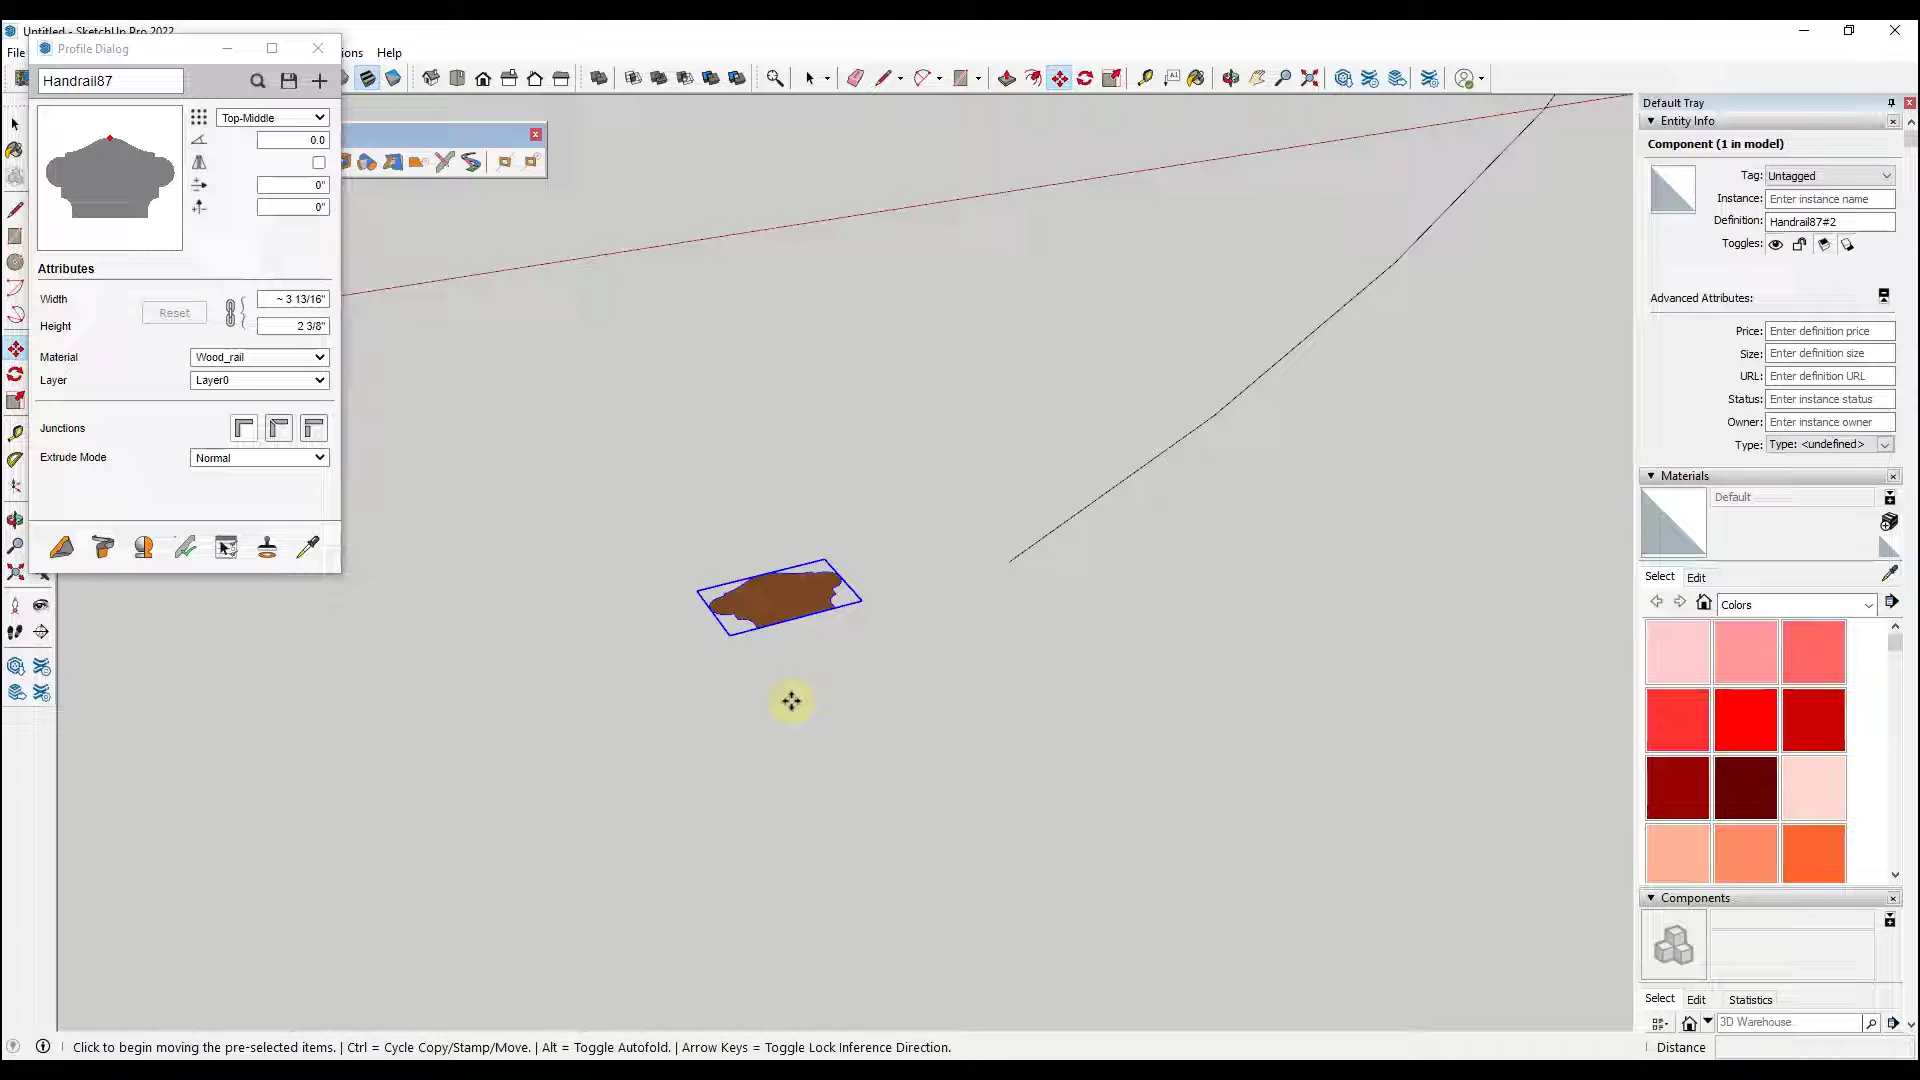 Untitled - SketchUp Pro 2022
Profile Dialog
File
ions
Help
Handrail87
Top-Middle
0.0
0"
0"
Attributes
Width
~ 3 13/16"
Reset
Height
2 3/8"
Material
Wood_rail
Layer
Layer0
Junctions
Extrude Mode
Normal
Default Tray
Entity Info
Component (1 in model)
Tag:
Untagged
Instance:
Enter instance name
Definition:
Handrail87#2
Toggles:
Advanced Attributes:
Price:
Enter definition price
Size:
Enter definition size
URL:
Enter definition URL
Status:
Enter instance status
Owner:
Enter instance owner
Type:
Type: <undefined>
Materials
Default
Select
Edit
Colors
Components
Select
Edit
Statistics
3D Warehouse
Click to begin moving the pre-selected items. | Ctrl = Cycle Copy/Stamp/Move. | Alt = Toggle Autofold. | Arrow Keys = Toggle Lock Inference Direction.
Distance